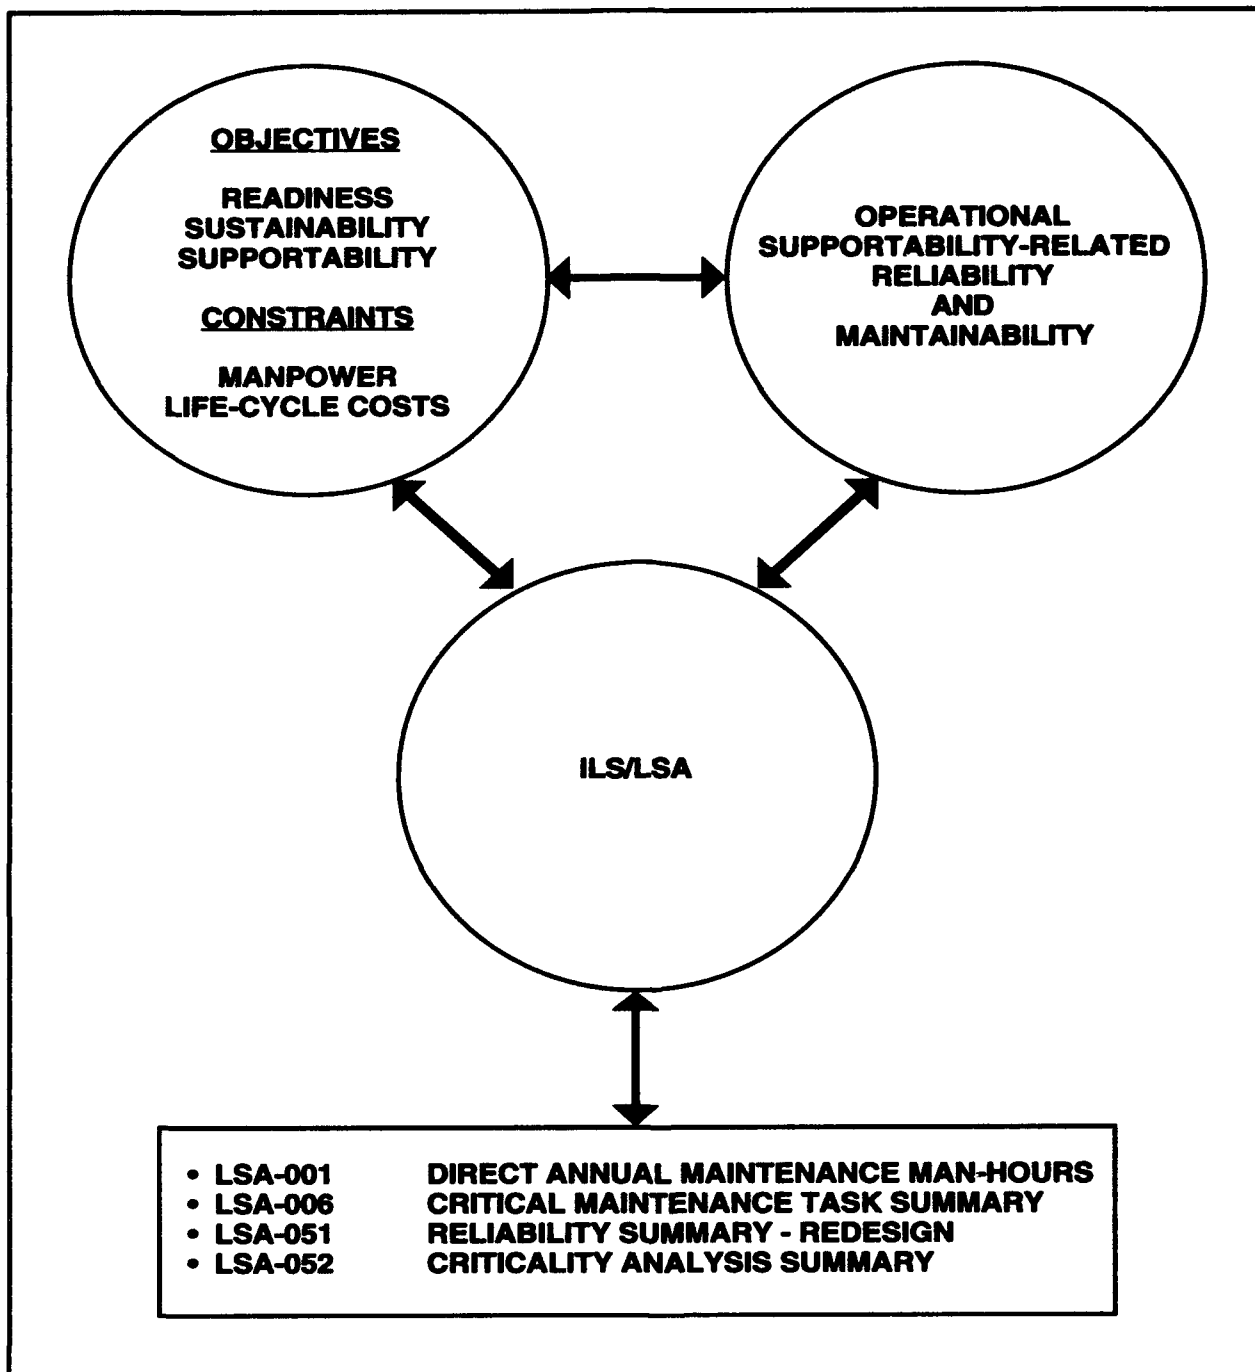 OBJECTIVES
READINESS
SUSTAINABILITY
SUPPORTABILITY
CONSTRAINTS
MANPOWER
LIFE-CYCLE COSTS
OPERATIONAL
SUPPORTABILITY-RELATED
RELIABILITY
AND
MAINTAINABILITY
ILS/LSA
• LSA-001 DIRECT ANNUAL MAINTENANCE MAN-HOURS
• LSA-006 CRITICAL MAINTENANCE TASK SUMMARY
• LSA-051 RELIABILITY SUMMARY - REDESIGN
• LSA-052 CRITICALITY ANALYSIS SUMMARY